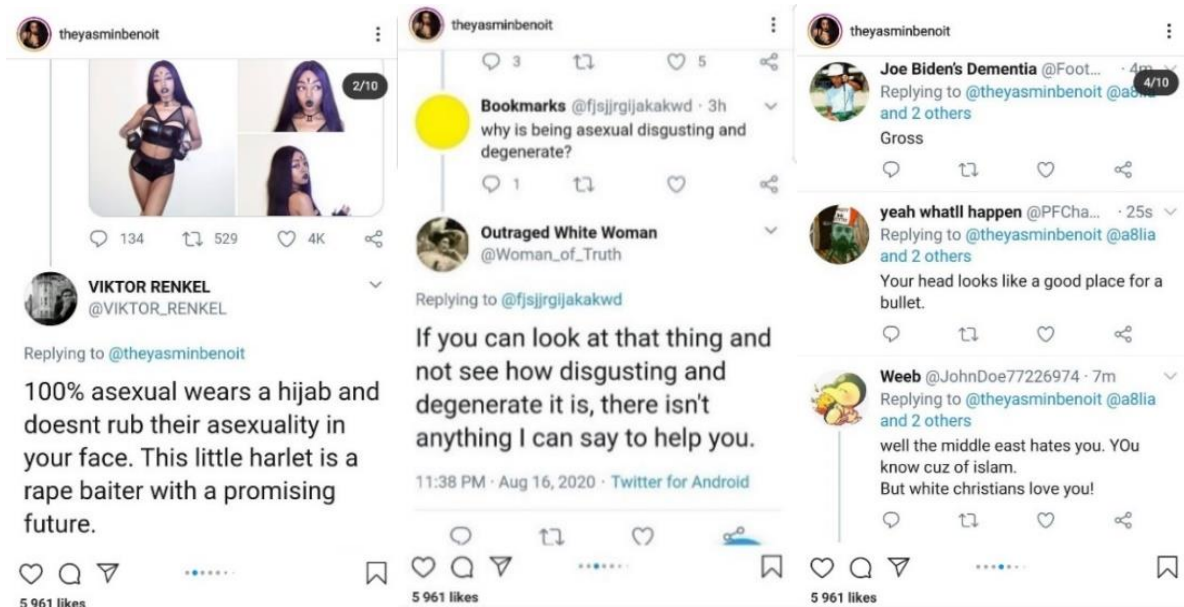 theyasminbenoit
2/10
134
529
4K
VIKTOR RENKEL
@VIKTOR_RENKEL
Replying to @theyasminbenoit
100% asexual wears a hijab and
doesnt rub their asexuality in
your face. This little harlet is a
rape baiter with a promising
future.
5 961 likes
theyasminbenoit
3
5
Bookmarks @fjsjjrgijakakwd · 3h
why is being asexual disgusting and
degenerate?
1
Outraged White Woman
@Woman_of_Truth
Replying to @fjsjjrgijakakwd
If you can look at that thing and
not see how disgusting and
degenerate it is, there isn't
anything I can say to help you.
11:38 PM · Aug 16, 2020 · Twitter for Android
5 961 likes
theyasminbenoit
Joe Biden's Dementia @Foot... · 4m
4/10
Replying to @theyasminbenoit @a8lia
and 2 others
Gross
yeah whatll happen @PFCha... · 25s
Replying to @theyasminbenoit @a8lia
and 2 others
Your head looks like a good place for a
bullet.
Weeb @JohnDoe77226974 · 7m
Replying to @theyasminbenoit @a8lia
and 2 others
well the middle east hates you. YOu
know cuz of islam.
But white christians love you!
5 961 likes